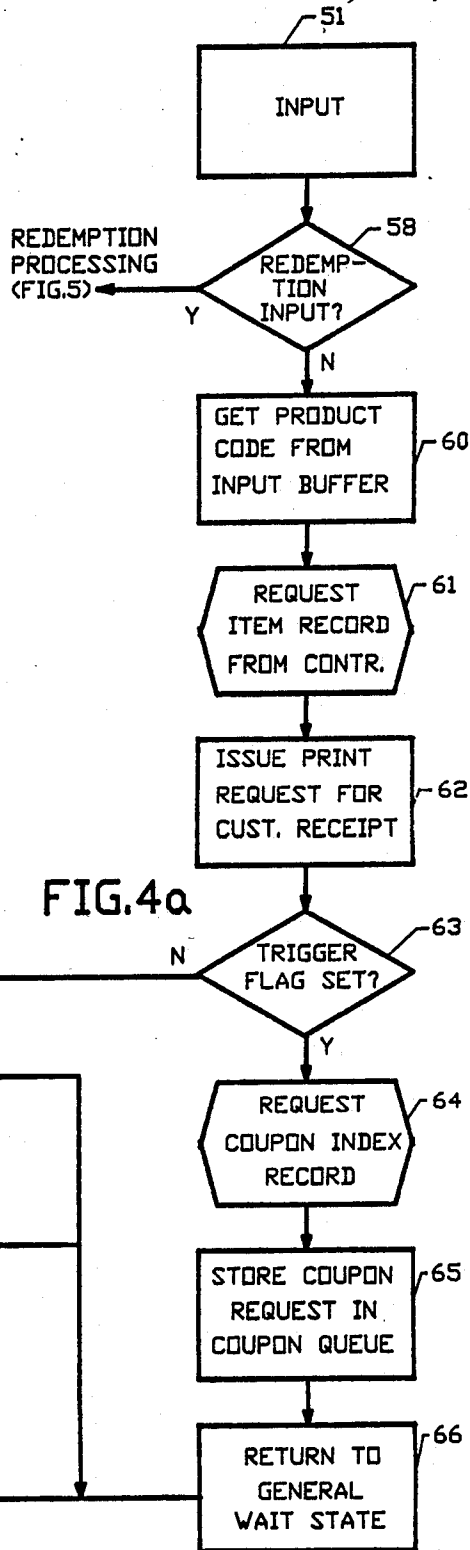 51
INPUT
REDEMPTION
PROCESSING
(FIG.5)
Y
58
REDEMP-
TION
INPUT?
N
GET PRODUCT
CODE FROM
INPUT BUFFER
60
REQUEST
ITEM RECORD
FROM CONTR.
61
ISSUE PRINT
REQUEST FOR
CUST. RECEIPT
62
FIG.4a
63
N
TRIGGER
FLAG SET?
Y
REQUEST
COUPON INDEX
RECORD
64
STORE COUPON
REQUEST IN
COUPON QUEUE
65
RETURN TO
GENERAL
WAIT STATE
66